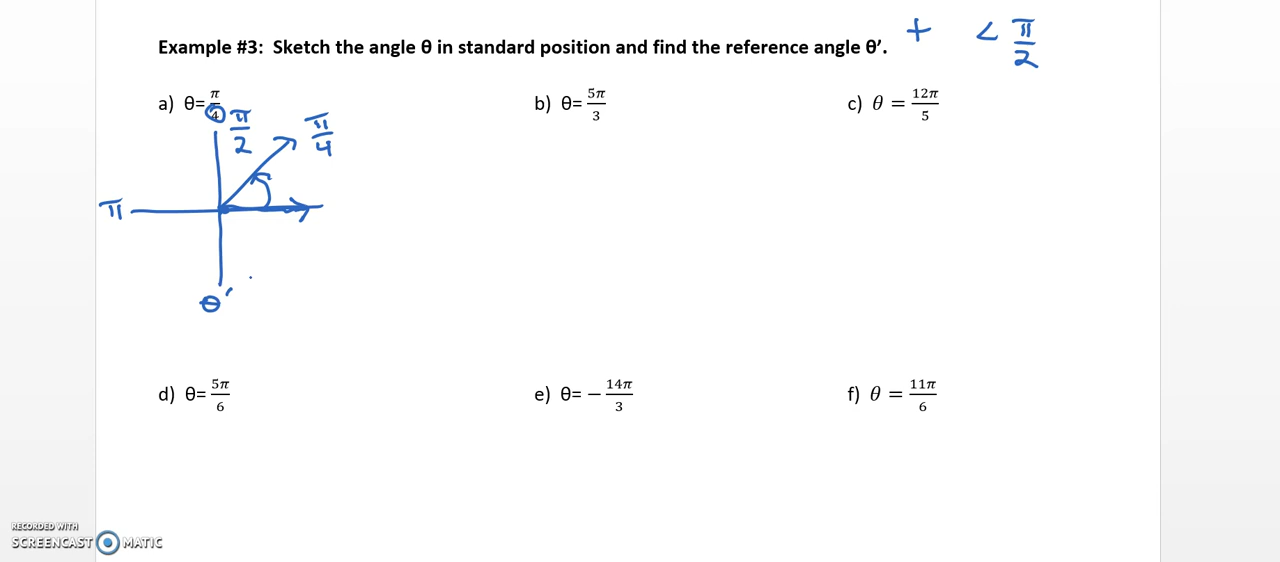 Example #3: Sketch the angle θ in standard position and find the reference angle θ′.
+ < π/2
a) θ= π/4
b) θ= 5π/3
c) θ = 12π/5
π/2
π/4
π
θ′
d) θ= 5π/6
e) θ= − 14π/3
f) θ = 11π/6
RECORDED WITH
SCREENCAST MATIC